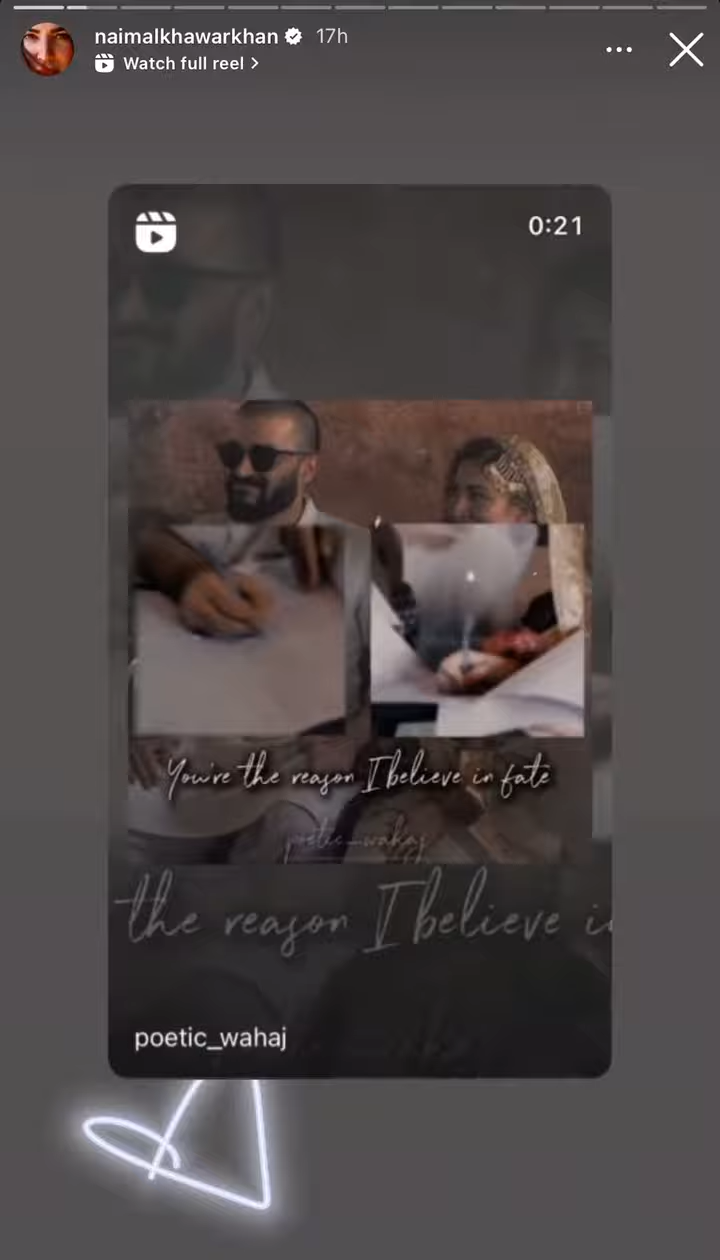 naimalkhawarkhan 17h
Watch full reel >
0:21
You're the reason I believe in fate
poetic_wahaj
the reason I believe i
poetic_wahaj